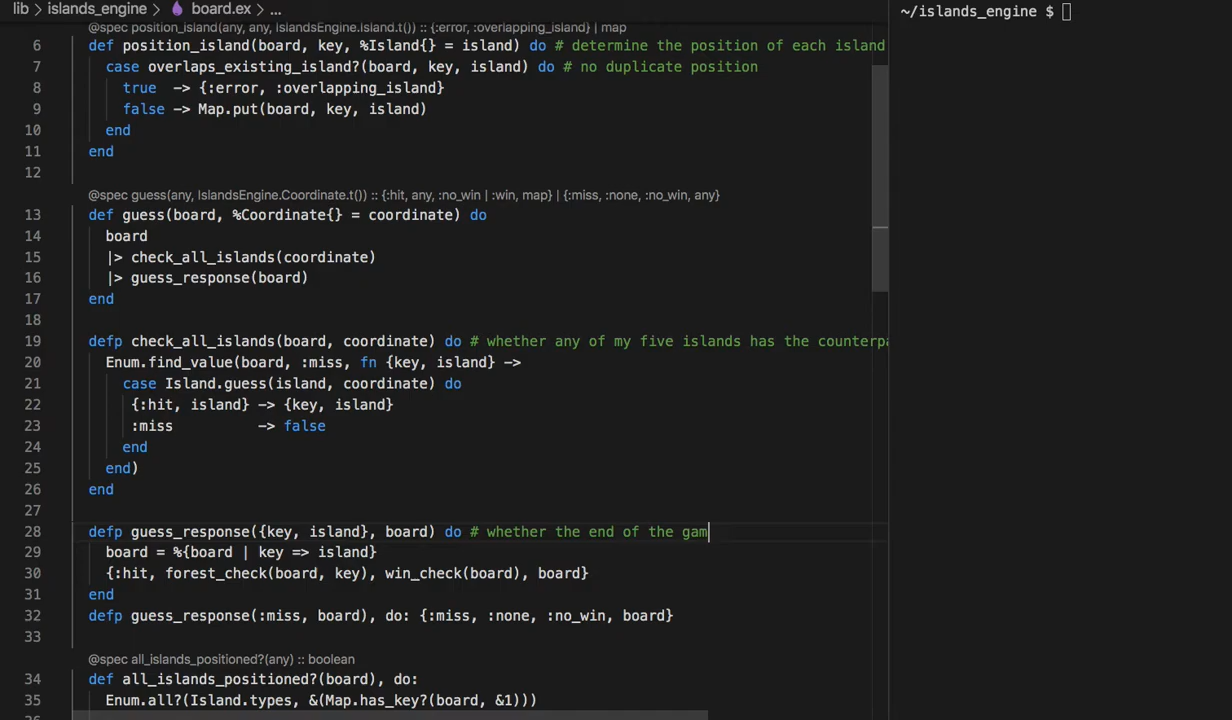 lib > islands_engine > board.ex > ...
~/islands_engine $
@spec position_island(any, any, IslandsEngine.Island.t()) :: {:error, :overlapping_island} | map
6 def position_island(board, key, %Island{} = island) do # determine the position of each island
7 case overlaps_existing_island?(board, key, island) do # no duplicate position
8 true -> {:error, :overlapping_island}
9 false -> Map.put(board, key, island)
10 end
11 end
12
@spec guess(any, IslandsEngine.Coordinate.t()) :: {:hit, any, :no_win | :win, map} | {:miss, :none, :no_win, any}
13 def guess(board, %Coordinate{} = coordinate) do
14 board
15 |> check_all_islands(coordinate)
16 |> guess_response(board)
17 end
18
19 defp check_all_islands(board, coordinate) do # whether any of my five islands has the counterpa
20 Enum.find_value(board, :miss, fn {key, island} ->
21 case Island.guess(island, coordinate) do
22 {:hit, island} -> {key, island}
23 :miss -> false
24 end
25 end)
26 end
27
28 defp guess_response({key, island}, board) do # whether the end of the gam
29 board = %{board | key => island}
30 {:hit, forest_check(board, key), win_check(board), board}
31 end
32 defp guess_response(:miss, board), do: {:miss, :none, :no_win, board}
33
@spec all_islands_positioned?(any) :: boolean
34 def all_islands_positioned?(board), do:
35 Enum.all?(Island.types, &(Map.has_key?(board, &1)))